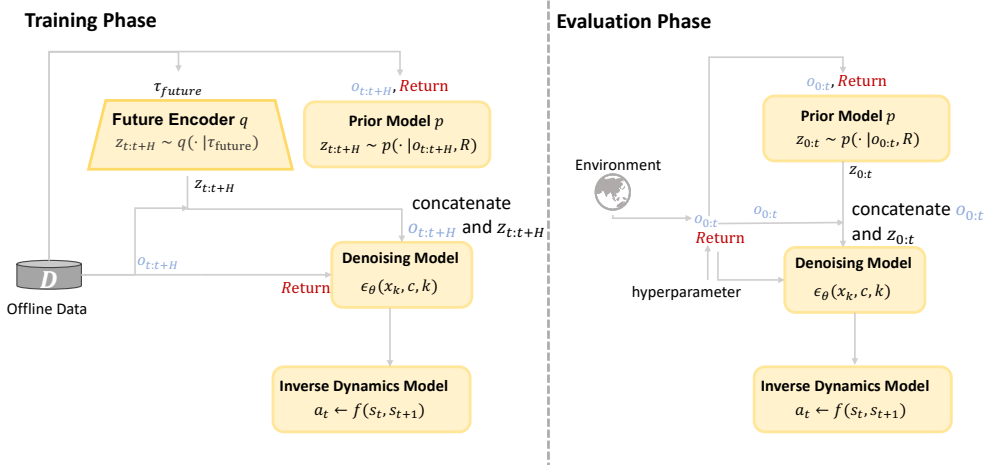 Training Phase
τ_future
Future Encoder q
z_{t:t+H} ~ q(· |τ_future)
z_{t:t+H}
o_{t:t+H}, Return
Prior Model p
z_{t:t+H} ~ p(· |o_{t:t+H}, R)
concatenate
o_{t:t+H} and z_{t:t+H}
D
Offline Data
o_{t:t+H}
Return
Denoising Model
ϵ_θ(x_k, c, k)
Inverse Dynamics Model
a_t ← f(s_t, s_{t+1})
Evaluation Phase
o_{0:t}, Return
Prior Model p
z_{0:t} ~ p(· |o_{0:t}, R)
z_{0:t}
Environment
o_{0:t}
Return
o_{0:t}
concatenate o_{0:t}
and z_{0:t}
hyperparameter
Denoising Model
ϵ_θ(x_k, c, k)
Inverse Dynamics Model
a_t ← f(s_t, s_{t+1})